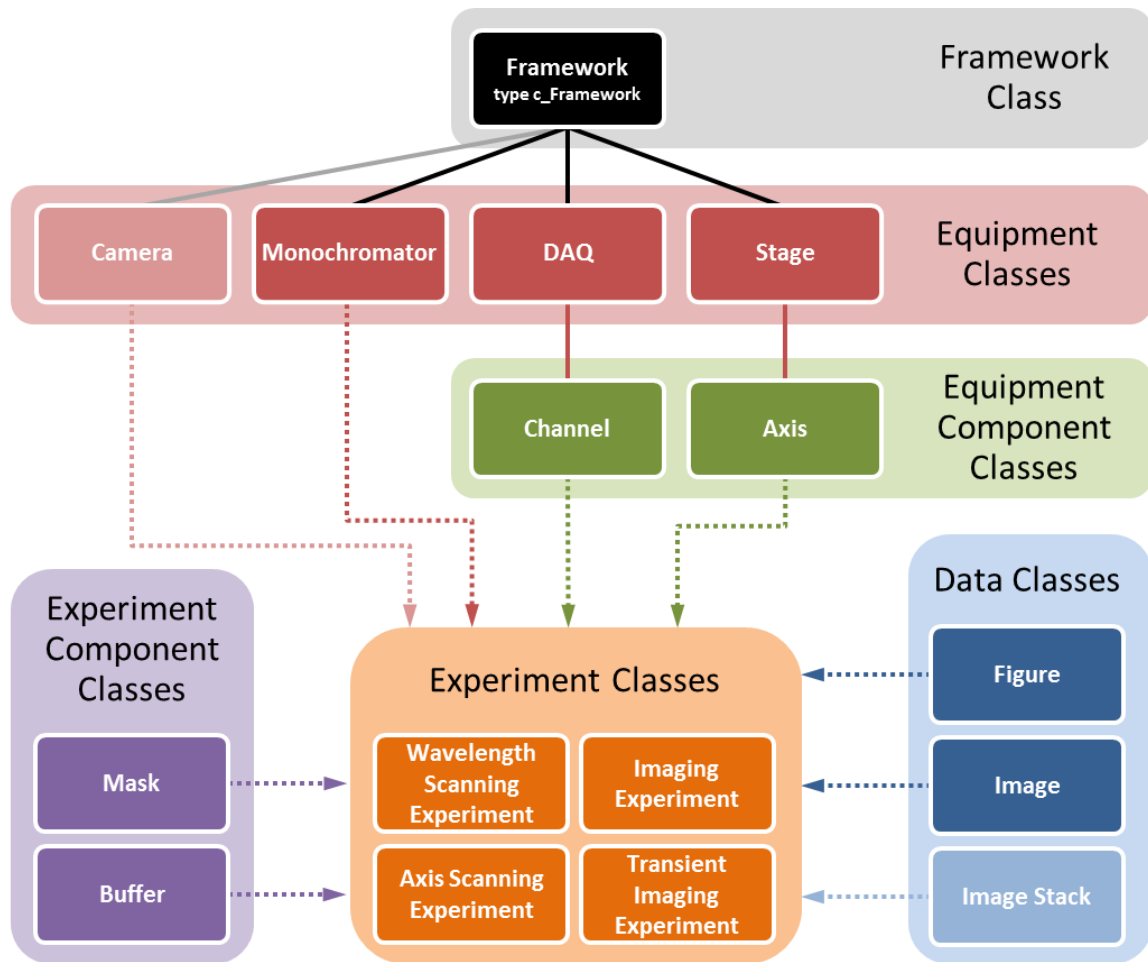 Framework
type c_Framework
Framework
Class
Camera
Monochromator
DAQ
Stage
Equipment
Classes
Channel
Axis
Equipment
Component
Classes
Experiment
Component
Classes
Mask
Buffer
Experiment Classes
Wavelength
Scanning
Experiment
Imaging
Experiment
Axis Scanning
Experiment
Transient
Imaging
Experiment
Data Classes
Figure
Image
Image Stack